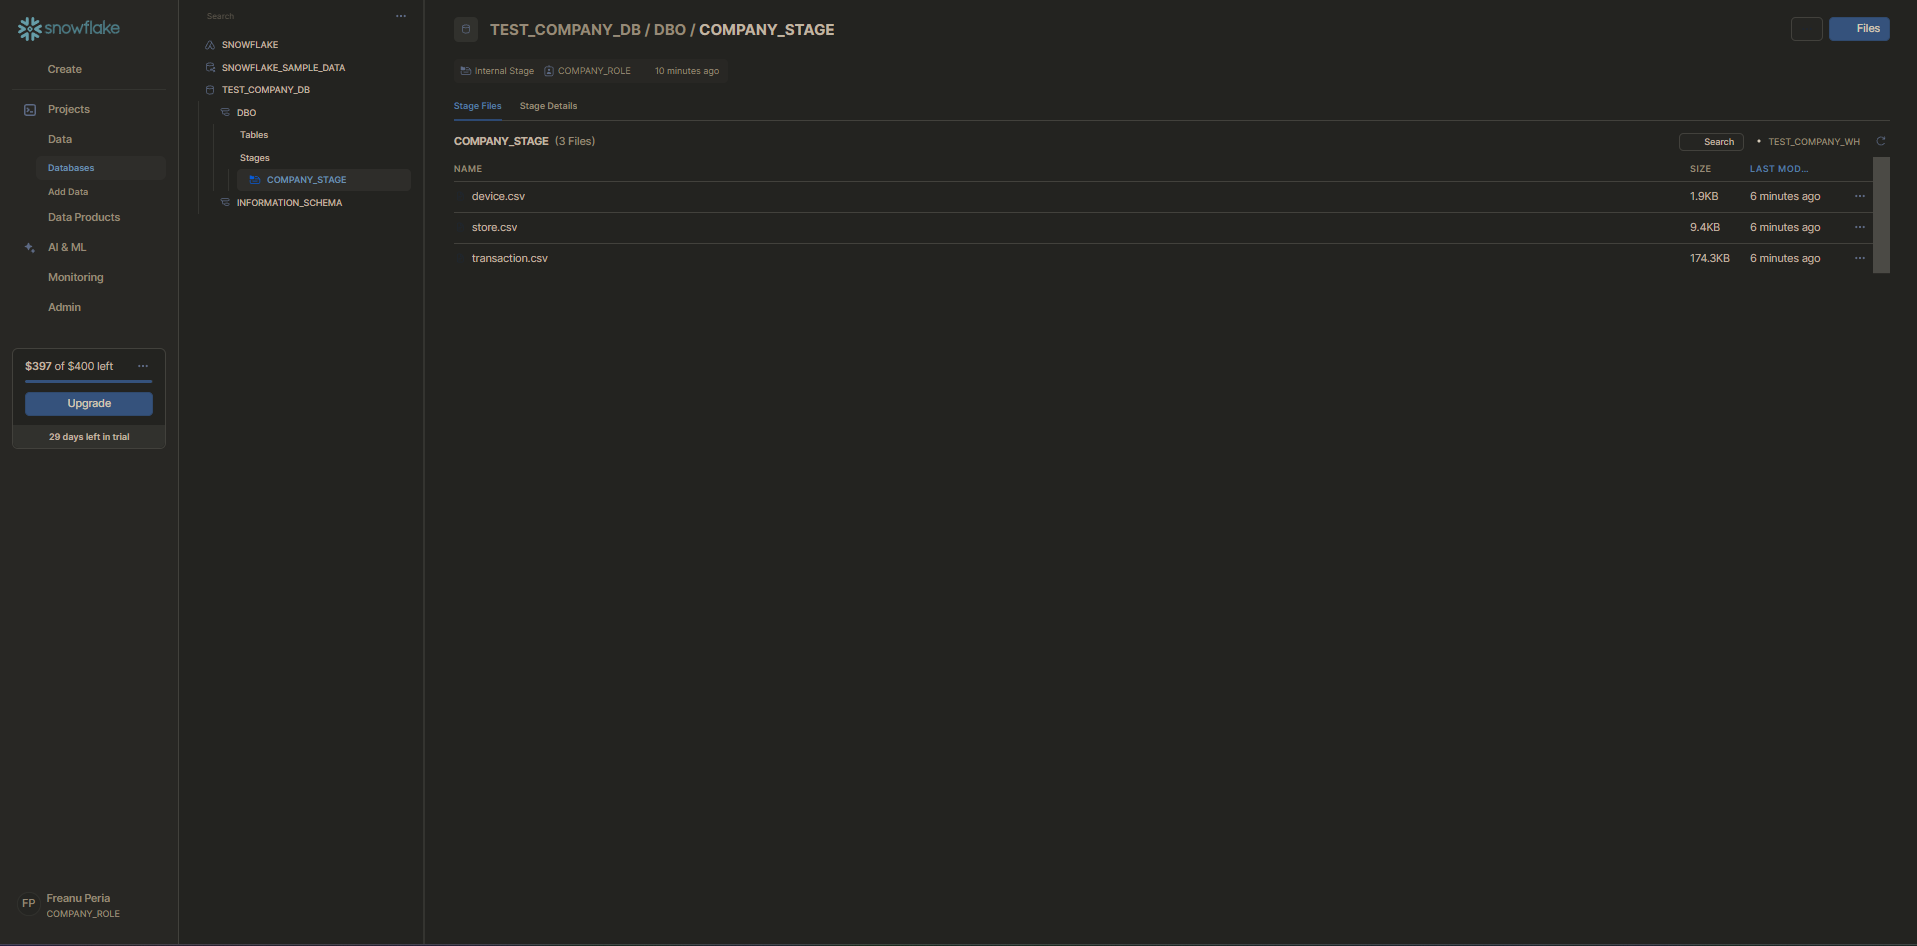 snowflake
Create
Projects
Data
Databases
Add Data
Data Products
AI & ML
Monitoring
Admin
$397 of $400 left
Upgrade
29 days left in trial
FP
Freanu Peria
COMPANY_ROLE
Search
SNOWFLAKE
SNOWFLAKE_SAMPLE_DATA
TEST_COMPANY_DB
DBO
Tables
Stages
COMPANY_STAGE
INFORMATION_SCHEMA
TEST_COMPANY_DB / DBO / COMPANY_STAGE
Files
Internal Stage COMPANY_ROLE 10 minutes ago
Stage Files Stage Details
COMPANY_STAGE (3 Files)
Search • TEST_COMPANY_WH
NAME SIZE LAST MOD...
device.csv 1.9KB 6 minutes ago
store.csv 9.4KB 6 minutes ago
transaction.csv 174.3KB 6 minutes ago